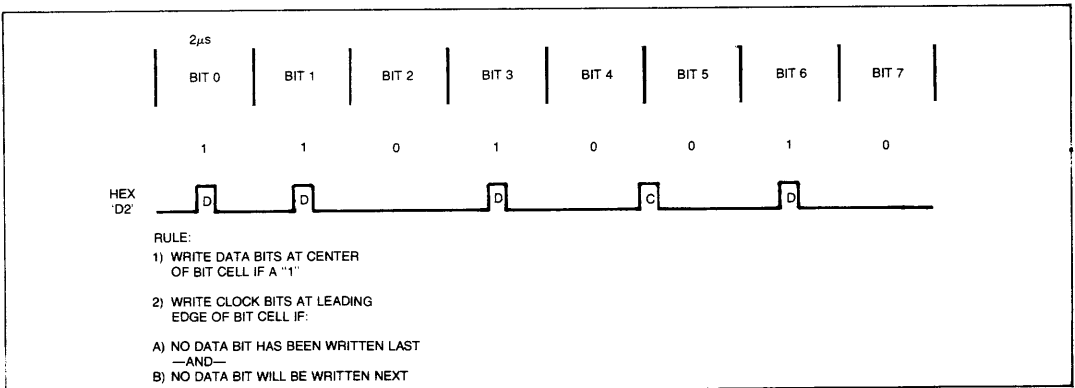 2μs
BIT 0 BIT 1 BIT 2 BIT 3 BIT 4 BIT 5 BIT 6 BIT 7
1 1 0 1 0 0 1 0
HEX
'D2'
D D D C D
RULE:
1) WRITE DATA BITS AT CENTER
OF BIT CELL IF A "1"
2) WRITE CLOCK BITS AT LEADING
EDGE OF BIT CELL IF:
A) NO DATA BIT HAS BEEN WRITTEN LAST
—AND—
B) NO DATA BIT WILL BE WRITTEN NEXT